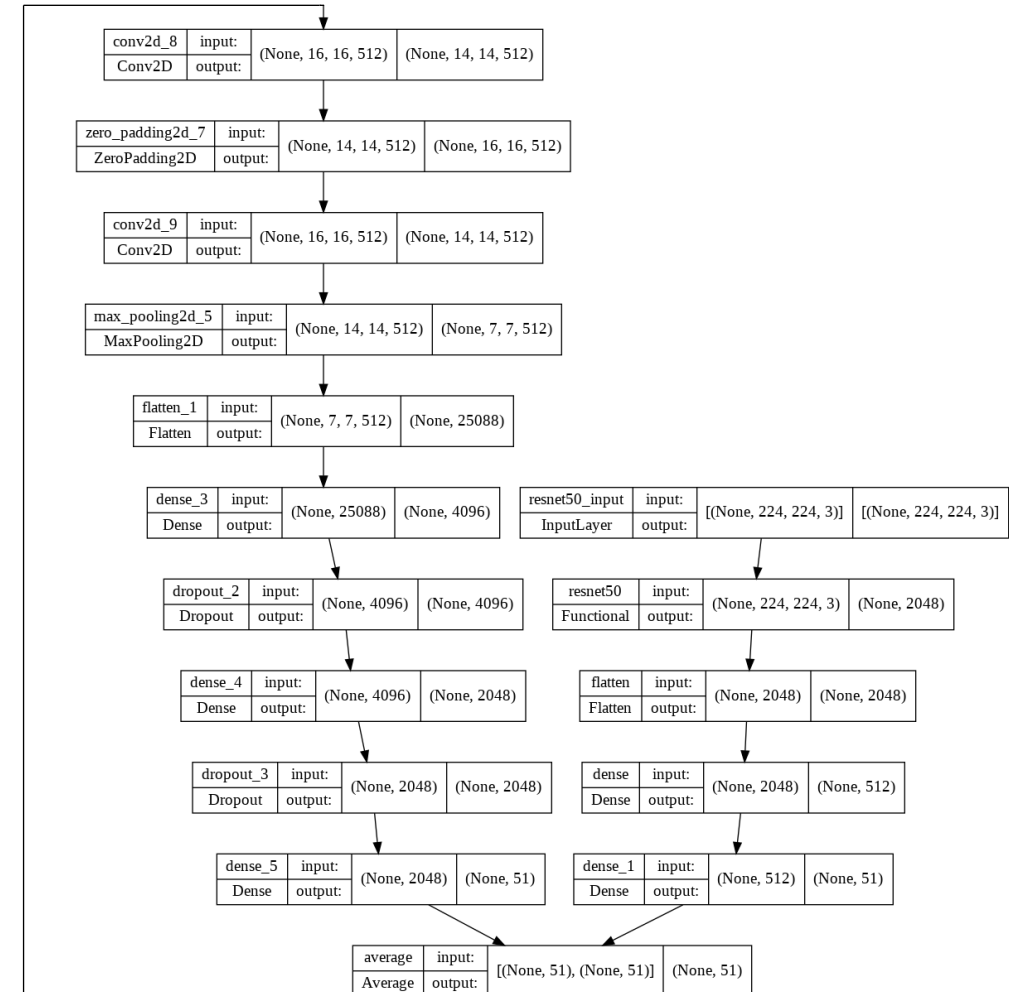 conv2d_8 input: (None, 16, 16, 512) (None, 14, 14, 512)
Conv2D output:
zero_padding2d_7 input: (None, 14, 14, 512) (None, 16, 16, 512)
ZeroPadding2D output:
conv2d_9 input: (None, 16, 16, 512) (None, 14, 14, 512)
Conv2D output:
max_pooling2d_5 input: (None, 14, 14, 512) (None, 7, 7, 512)
MaxPooling2D output:
flatten_1 input: (None, 7, 7, 512) (None, 25088)
Flatten output:
dense_3 input: (None, 25088) (None, 4096)
Dense output:
resnet50_input input: [(None, 224, 224, 3)] [(None, 224, 224, 3)]
InputLayer output:
dropout_2 input: (None, 4096) (None, 4096)
Dropout output:
resnet50 input: (None, 224, 224, 3) (None, 2048)
Functional output:
dense_4 input: (None, 4096) (None, 2048)
Dense output:
flatten input: (None, 2048) (None, 2048)
Flatten output:
dropout_3 input: (None, 2048) (None, 2048)
Dropout output:
dense input: (None, 2048) (None, 512)
Dense output:
dense_5 input: (None, 2048) (None, 51)
Dense output:
dense_1 input: (None, 512) (None, 51)
Dense output:
average input: [(None, 51), (None, 51)] (None, 51)
Average output: